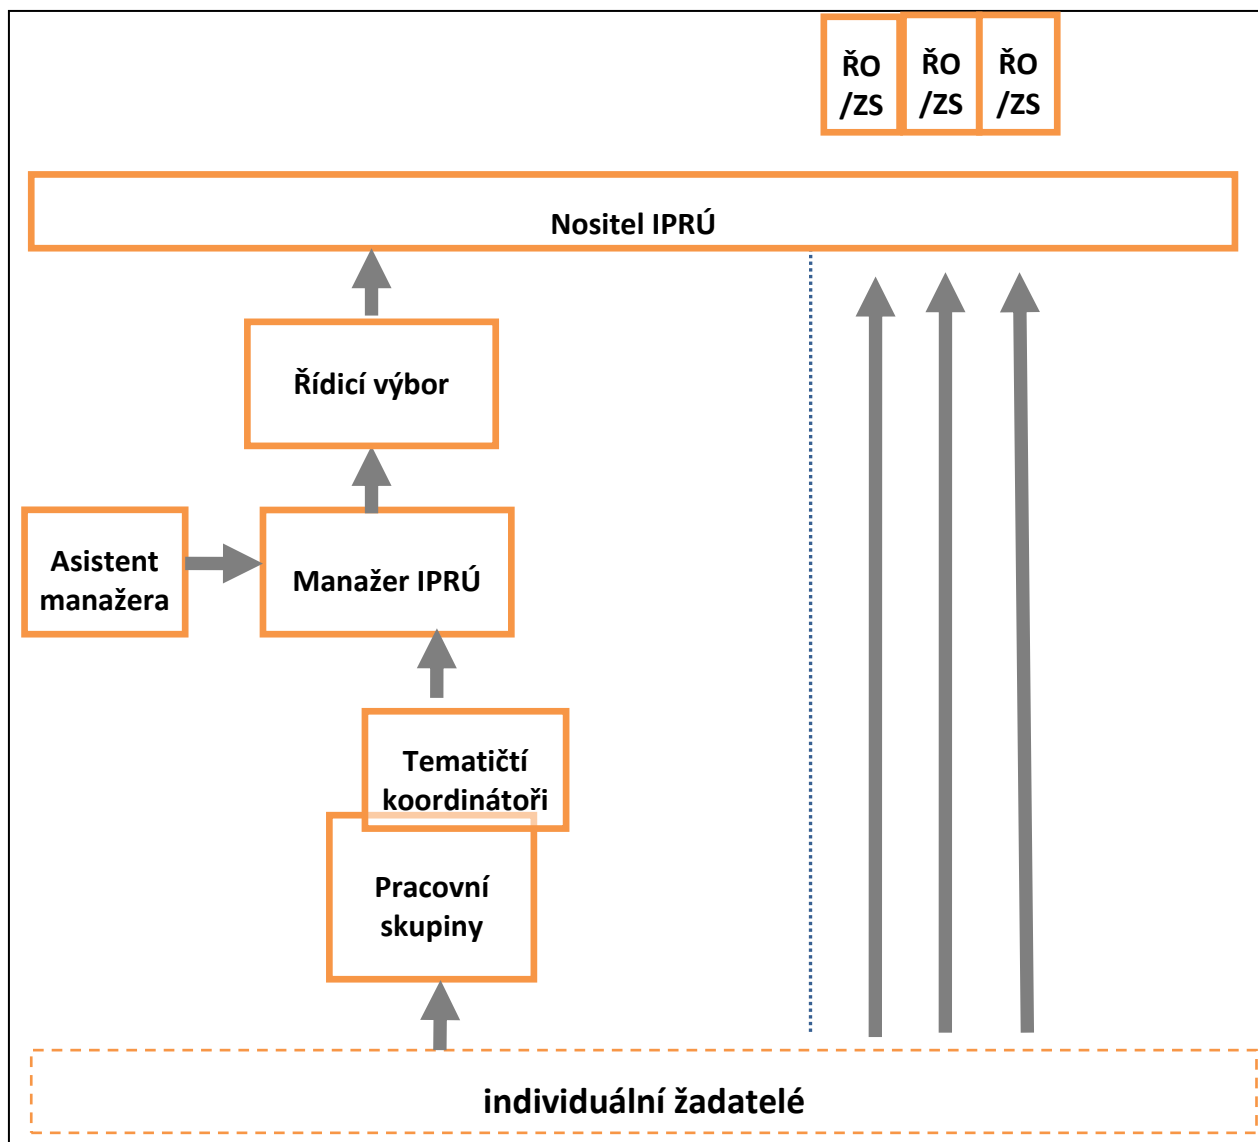 ŘO
/ZS
ŘO
/ZS
ŘO
/ZS
Nositel IPRÚ
Řídicí výbor
Asistent
manažera
Manažer IPRÚ
Tematičtí
koordinátoři
Pracovní
skupiny
individuální žadatelé